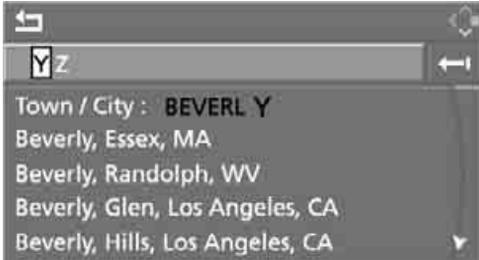 YZ
Town / City : BEVERL Y
Beverly, Essex, MA
Beverly, Randolph, WV
Beverly, Glen, Los Angeles, CA
Beverly, Hills, Los Angeles, CA